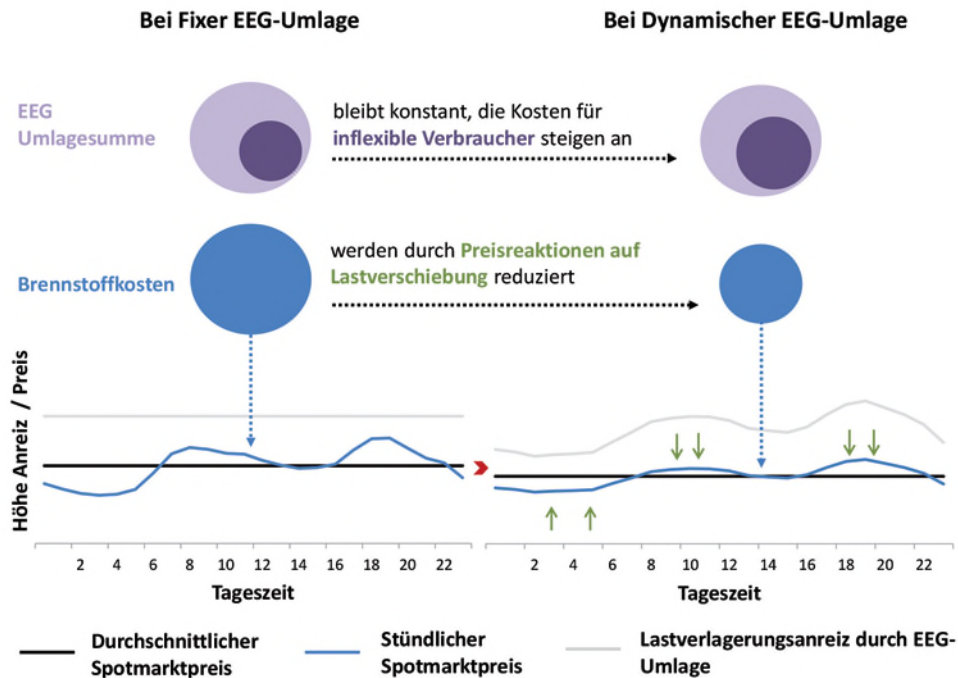 Bei Fixer EEG-Umlage
Bei Dynamischer EEG-Umlage
EEG
Umlagesumme
bleibt konstant, die Kosten für
inflexible Verbraucher steigen an
Brennstoffkosten
werden durch Preisreaktionen auf
Lastverschiebung reduziert
Höhe Anreiz / Preis
2 4 6 8 10 12 14 16 18 20 22
Tageszeit
2 4 6 8 10 12 14 16 18 20 22
Tageszeit
Durchschnittlicher
Spotmarktpreis
Stündlicher
Spotmarktpreis
Lastverlagerungsanreiz durch EEG-
Umlage